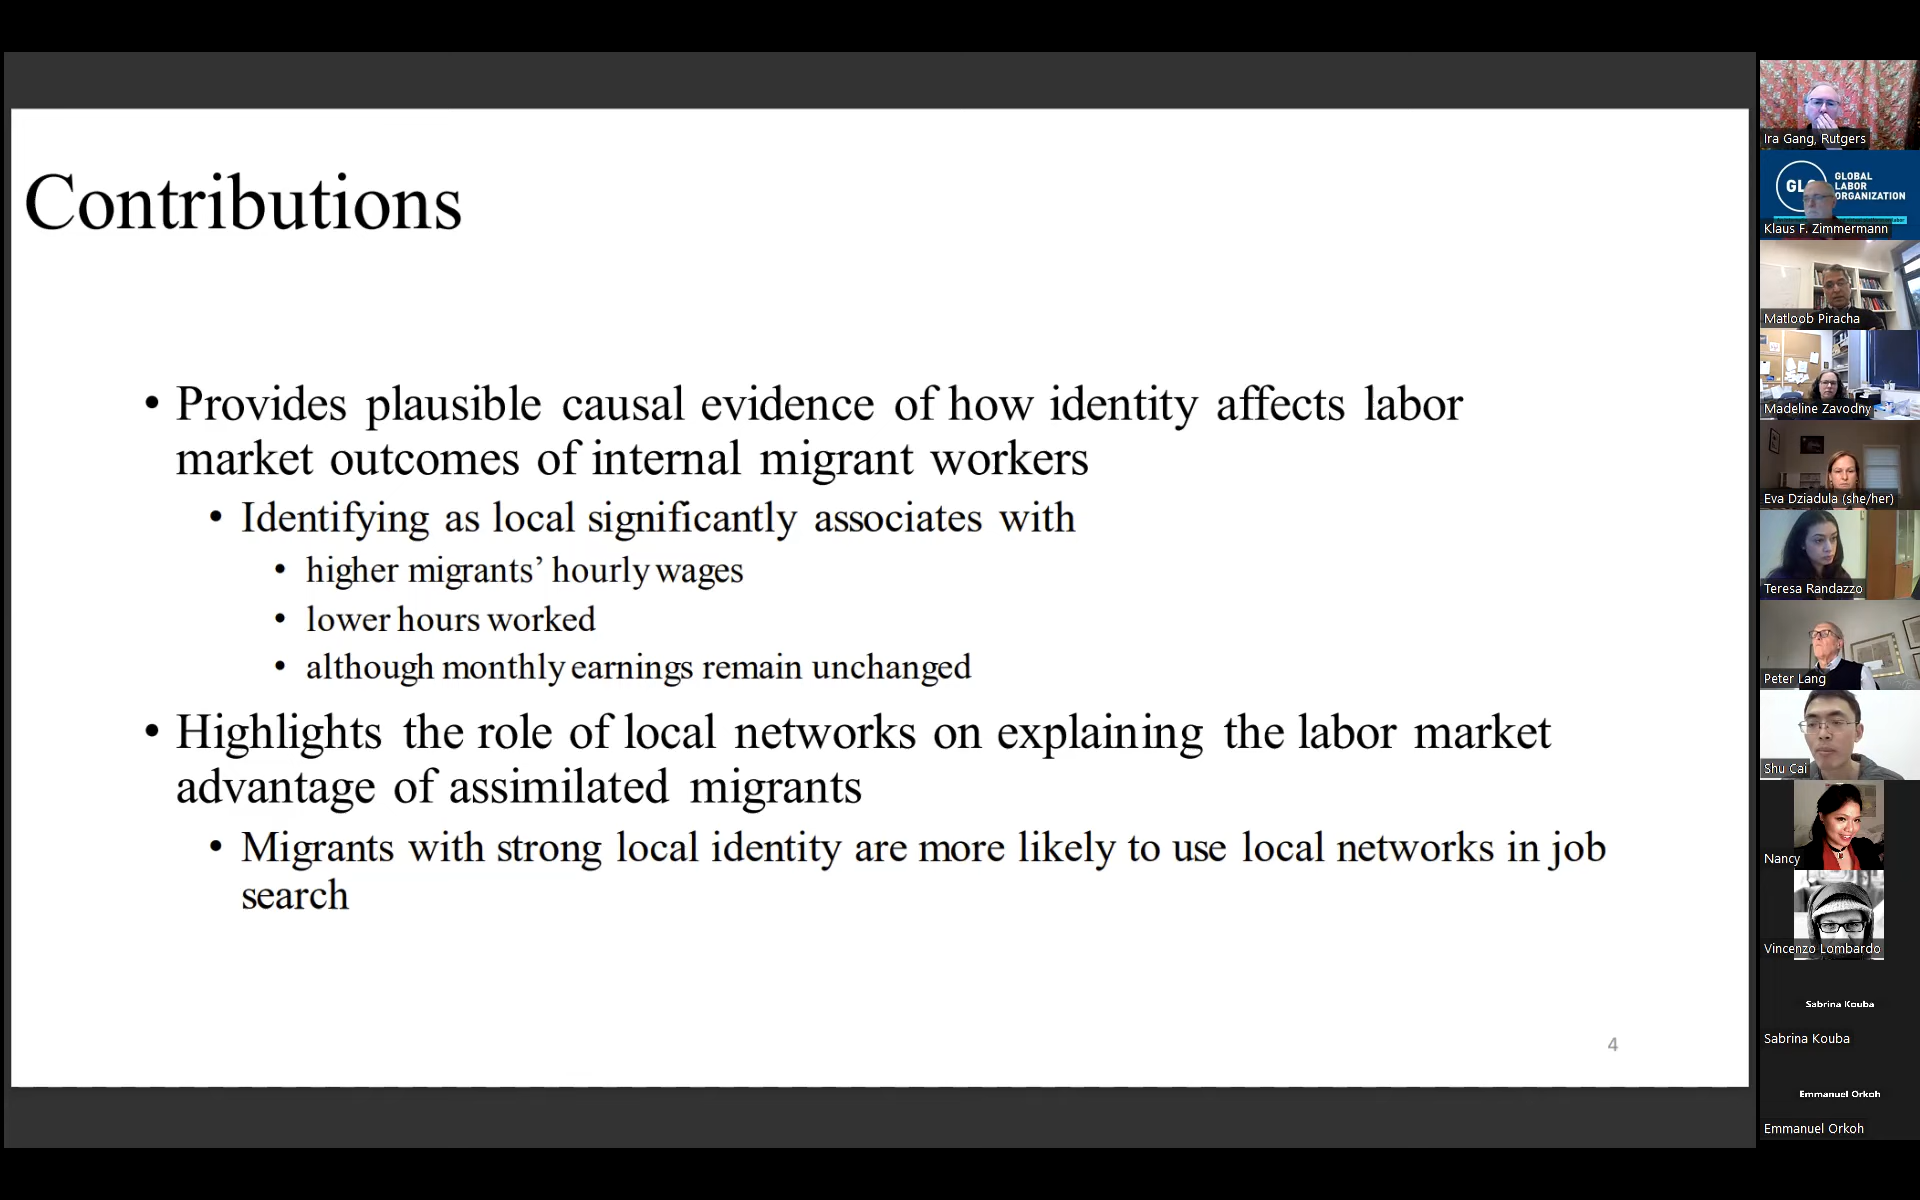 Contributions
• Provides plausible causal evidence of how identity affects labor
market outcomes of internal migrant workers
• Identifying as local significantly associates with
• higher migrants’ hourly wages
• lower hours worked
• although monthly earnings remain unchanged
• Highlights the role of local networks on explaining the labor market
advantage of assimilated migrants
• Migrants with strong local identity are more likely to use local networks in job
search
4
Ira Gang, Rutgers
GLO
GLOBAL
LABOR
ORGANIZATION
Klaus F. Zimmermann
Matloob Piracha
Madeline Zavodny
Eva Dziadula (she/her)
Teresa Randazzo
Peter Lang
Shu Cai
Nancy
Vincenzo Lombardo
Sabrina Kouba
Sabrina Kouba
Emmanuel Orkoh
Emmanuel Orkoh